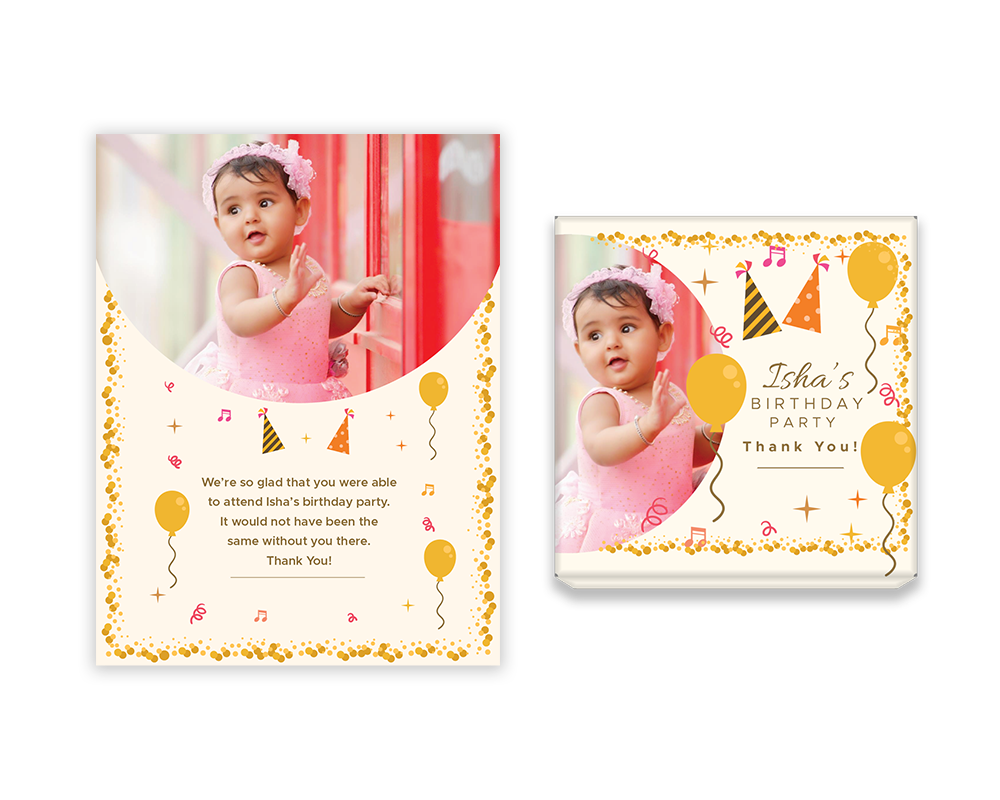 We're so glad that you were able
to attend Isha's birthday party.
It would not have been the
same without you there.
Thank You!
Isha's
BIRTHDAY
PARTY
Thank You!